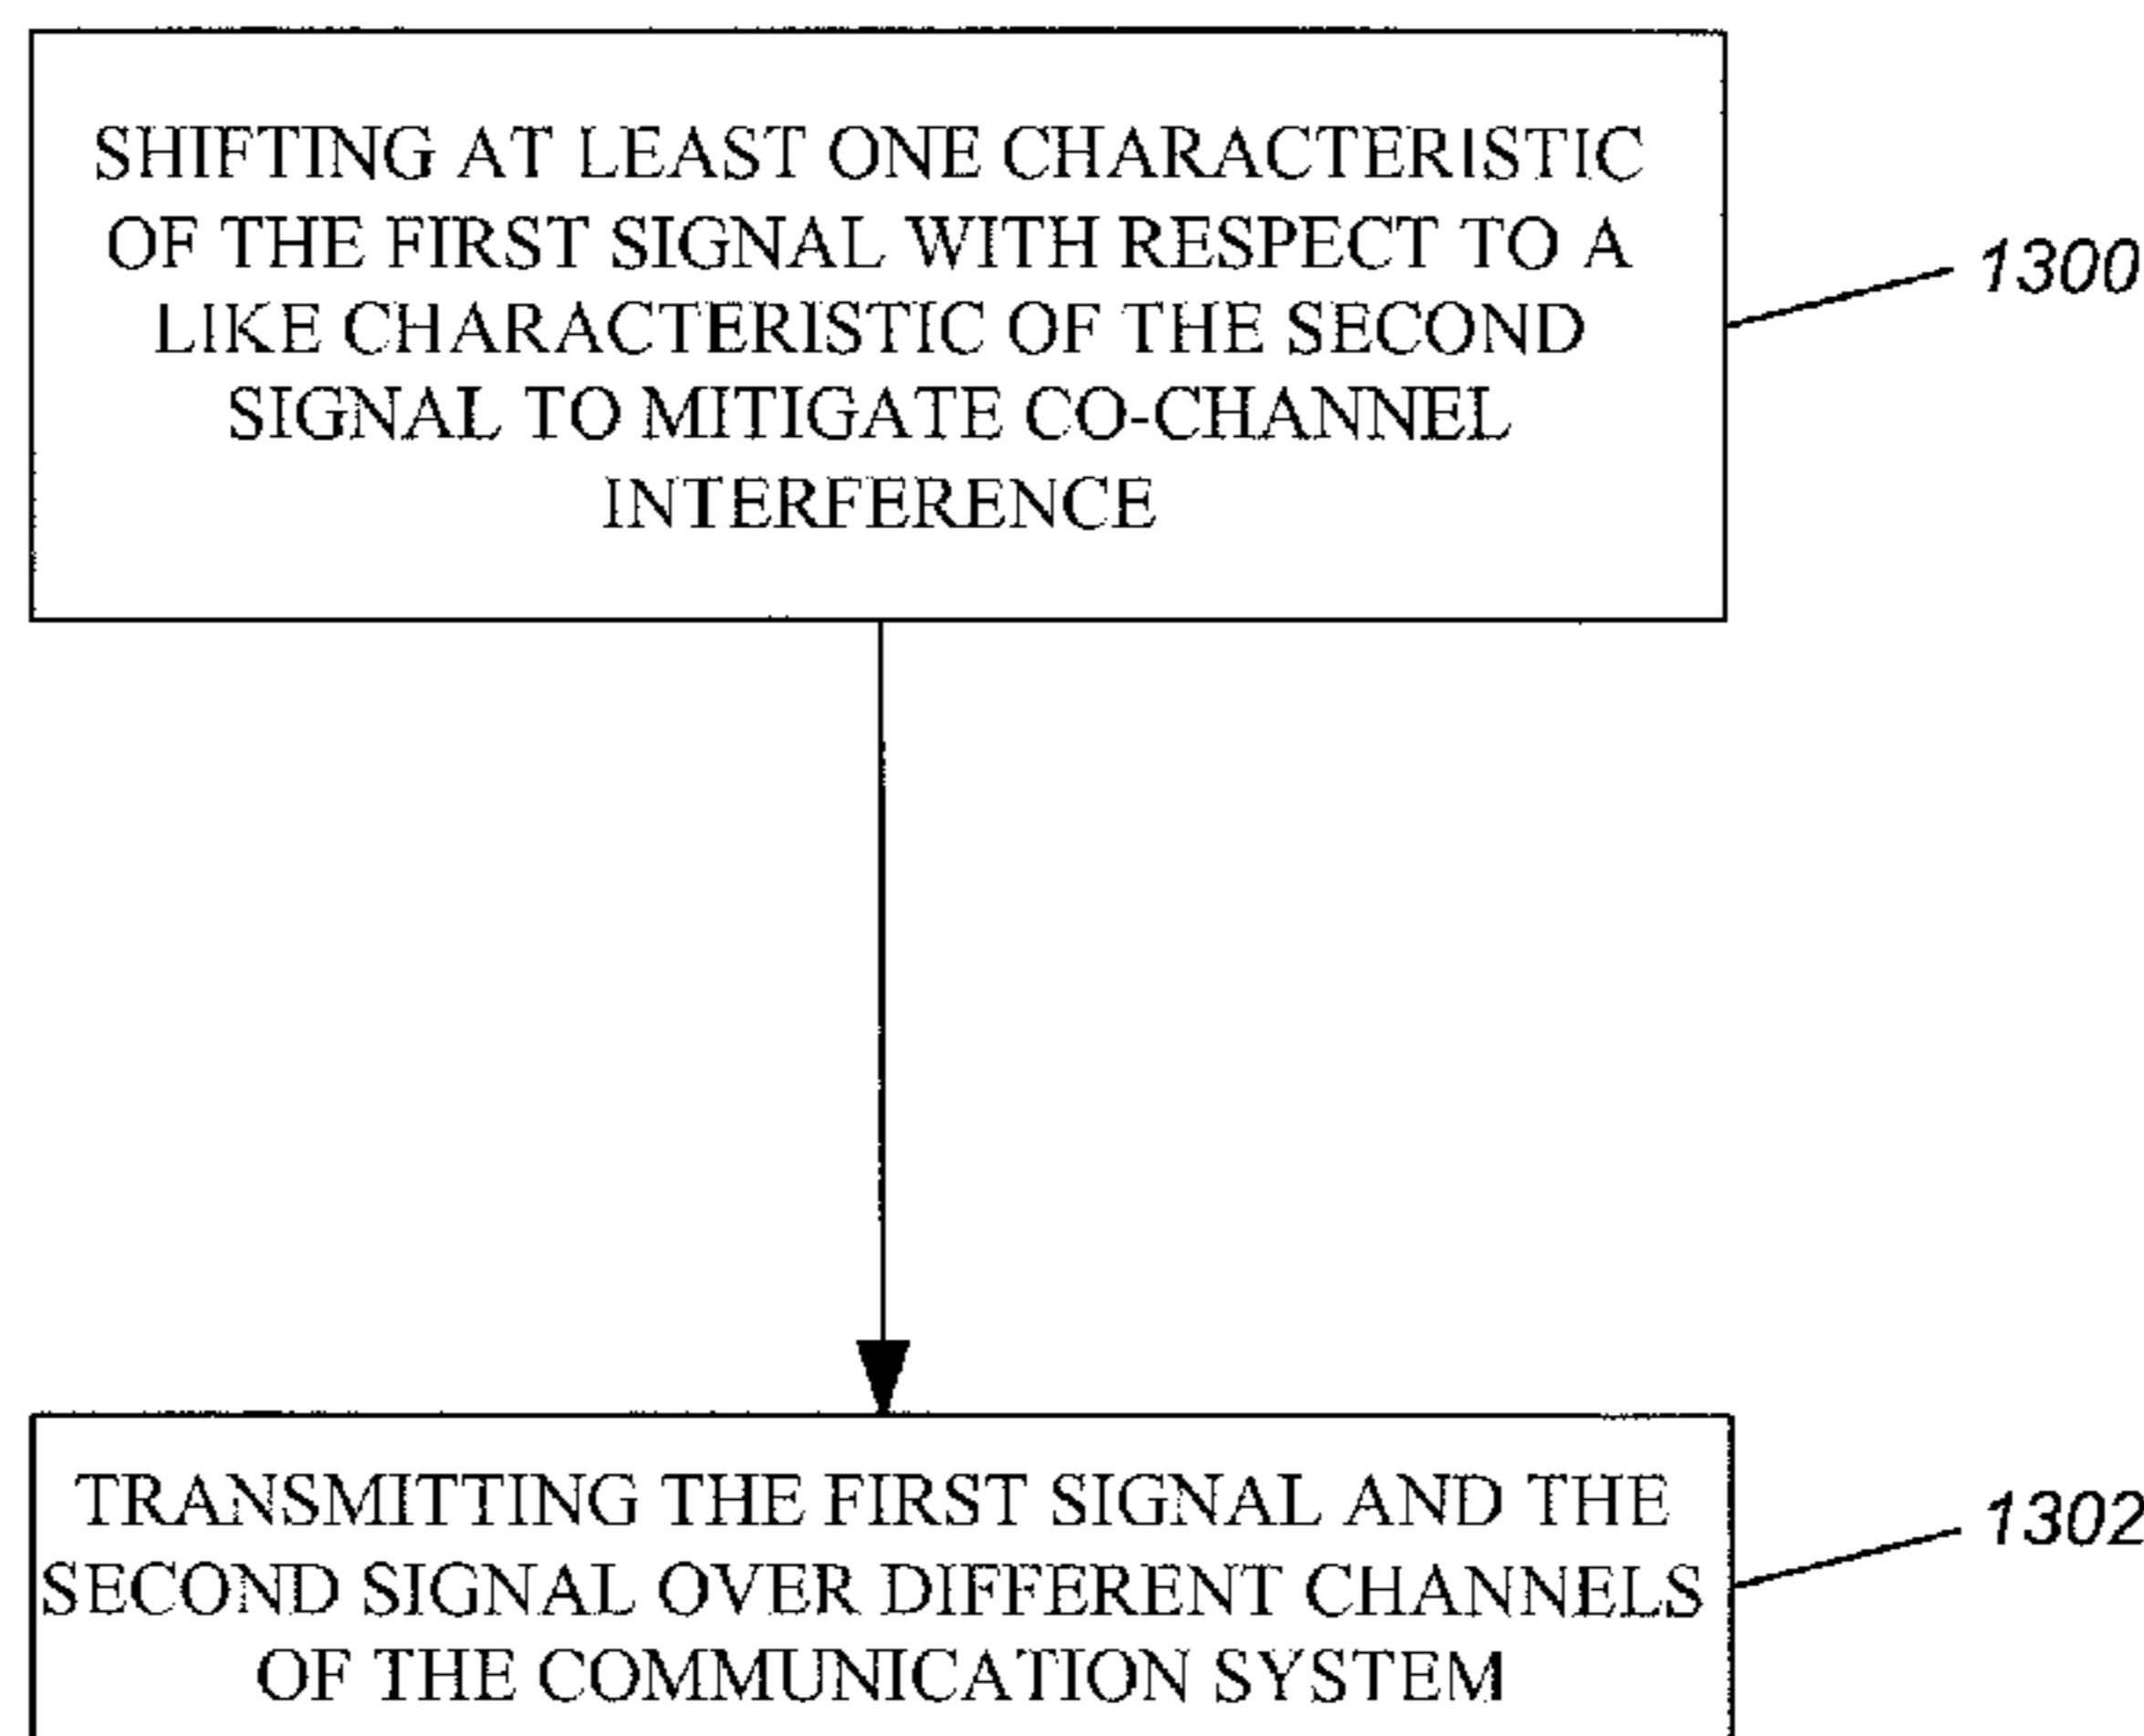 SHIFTING AT LEAST ONE CHARACTERISTIC
OF THE FIRST SIGNAL WITH RESPECT TO A
LIKE CHARACTERISTIC OF THE SECOND
SIGNAL TO MITIGATE CO-CHANNEL
INTERFERENCE
1300
TRANSMITTING THE FIRST SIGNAL AND THE
SECOND SIGNAL OVER DIFFERENT CHANNELS
OF THE COMMUNICATION SYSTEM
1302